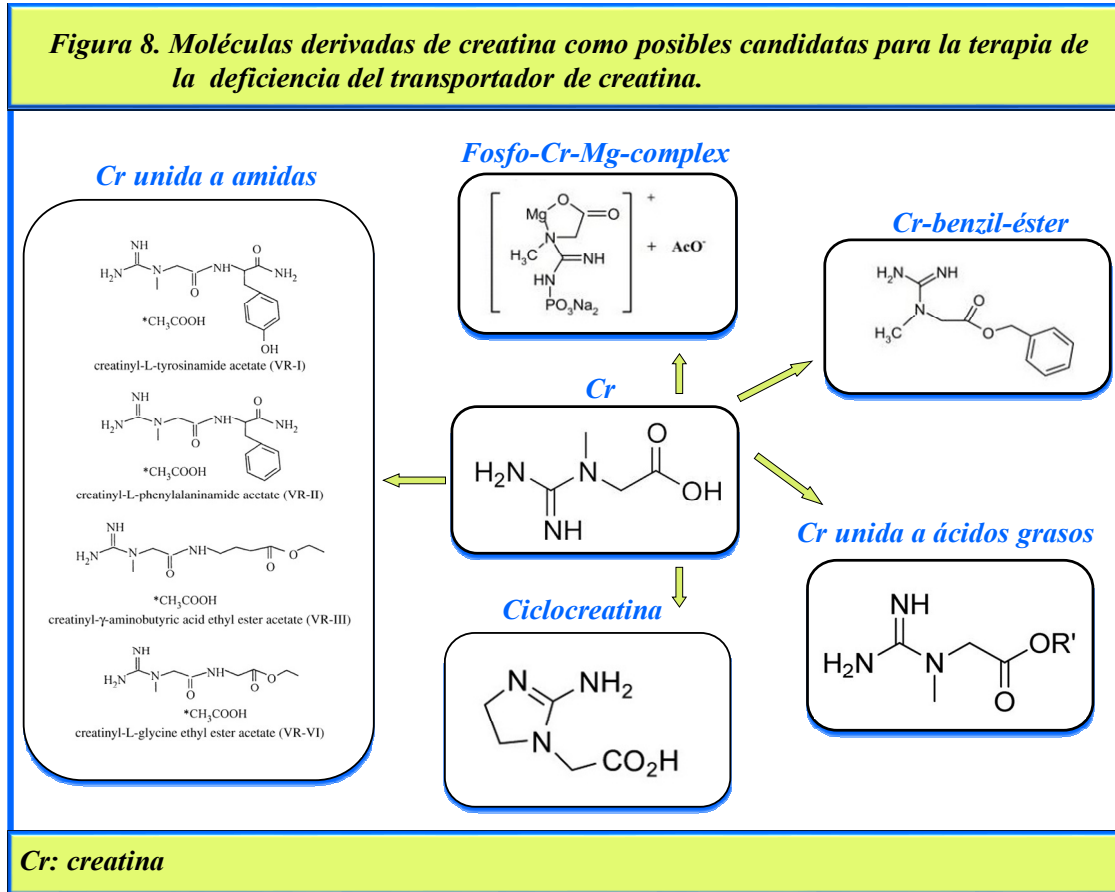 Figura 8. Moléculas derivadas de creatina como posibles candidatas para la terapia de
la deficiencia del transportador de creatina.
Cr unida a amidas
NH
H₂N
N
O
NH
O
NH₂
*CH₃COOH
OH
creatinyl-L-tyrosinamide acetate (VR-I)
NH
H₂N
N
O
NH
O
NH₂
*CH₃COOH
creatinyl-L-phenylalaninamide acetate (VR-II)
NH
H₂N
N
O
NH
O
O
*CH₃COOH
creatinyl-γ-aminobutyric acid ethyl ester acetate (VR-III)
NH
H₂N
N
O
NH
O
O
*CH₃COOH
creatinyl-L-glycine ethyl ester acetate (VR-VI)
Fosfo-Cr-Mg-complex
Mg
O
O
N
H₃C
NH
HN
PO₃Na₂
+
+ AcO⁻
Cr-benzil-éster
H₂N
NH
N
H₃C
O
O
Cr
H₂N
N
NH
O
OH
Ciclocreatina
N
NH₂
N
CO₂H
Cr unida a ácidos grasos
NH
H₂N
N
OR'
O
Cr: creatina